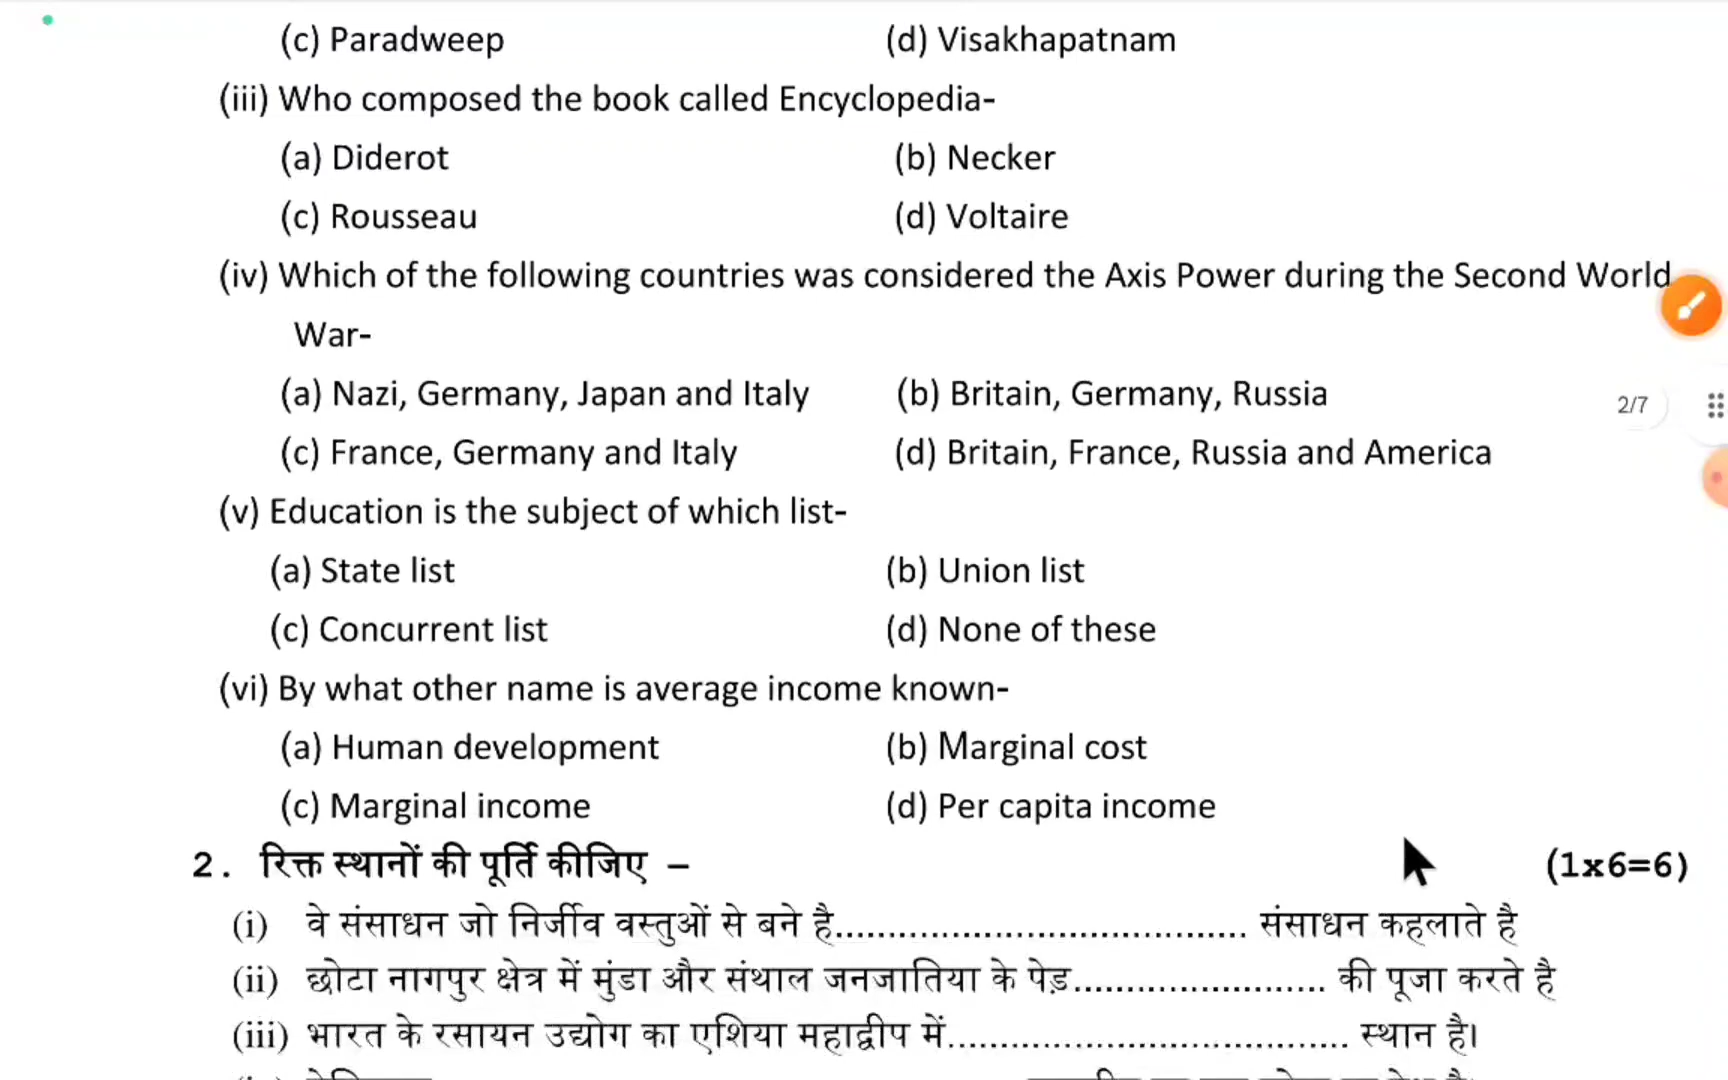 (c) Paradweep (d) Visakhapatnam
(iii) Who composed the book called Encyclopedia-
(a) Diderot (b) Necker
(c) Rousseau (d) Voltaire
(iv) Which of the following countries was considered the Axis Power during the Second World
War-
(a) Nazi, Germany, Japan and Italy (b) Britain, Germany, Russia
2/7
(c) France, Germany and Italy (d) Britain, France, Russia and America
(v) Education is the subject of which list-
(a) State list (b) Union list
(c) Concurrent list (d) None of these
(vi) By what other name is average income known-
(a) Human development (b) Marginal cost
(c) Marginal income (d) Per capita income
2. रिक्त स्थानों की पूर्ति कीजिए – (1x6=6)
(i) वे संसाधन जो निर्जीव वस्तुओं से बने है....................................... संसाधन कहलाते है
(ii) छोटा नागपुर क्षेत्र में मुंडा और संथाल जनजातिया के पेड़........................ की पूजा करते है
(iii) भारत के रसायन उद्योग का एशिया महाद्वीप में...................................... स्थान है।